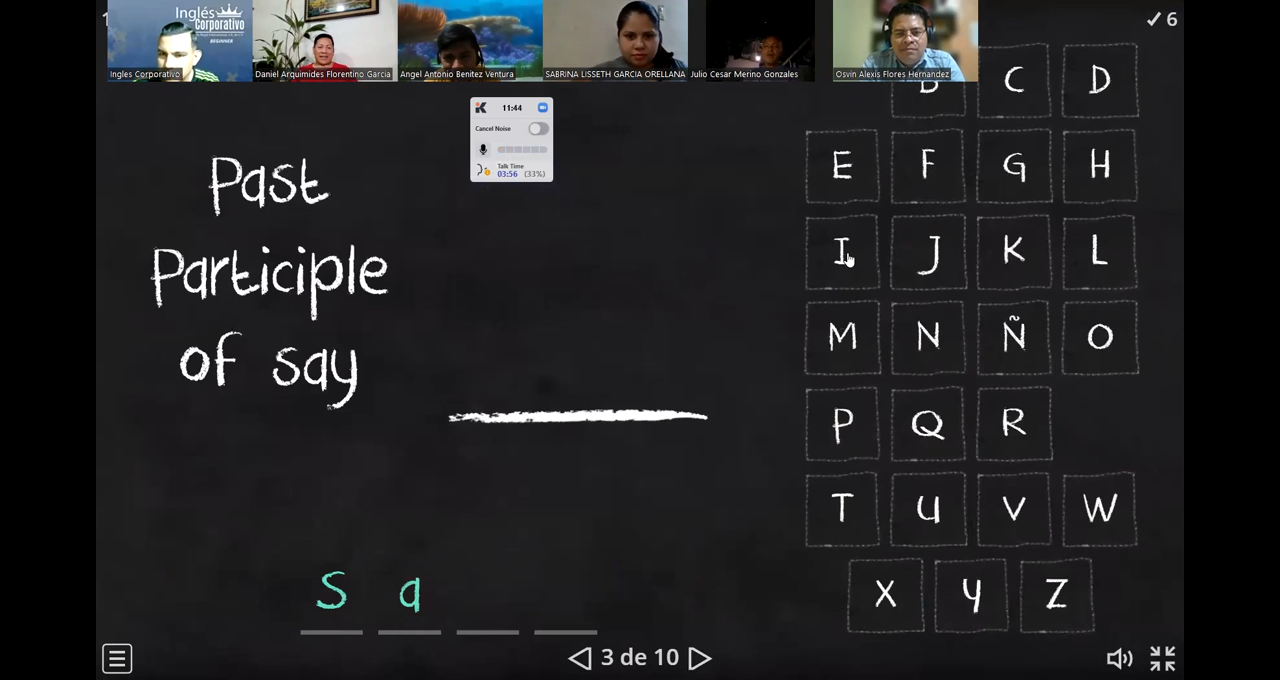 Inglés
Corporativo
BEGINNER
Ingles Corporativo
Daniel Arquimides Florentino Garcia
Angel Antonio Benitez Ventura
SABRINA LISSETH GARCIA ORELLANA
Julio Cesar Merino Gonzales
Osvin Alexis Flores Hernandez
✓ 6
11:44
Cancel Noise
Talk Time
03:56 (33%)
B C D
E F G H
I J K L
M N Ñ O
P Q R
T U V W
X Y Z
Past
Participle
of say
S a
3 de 10